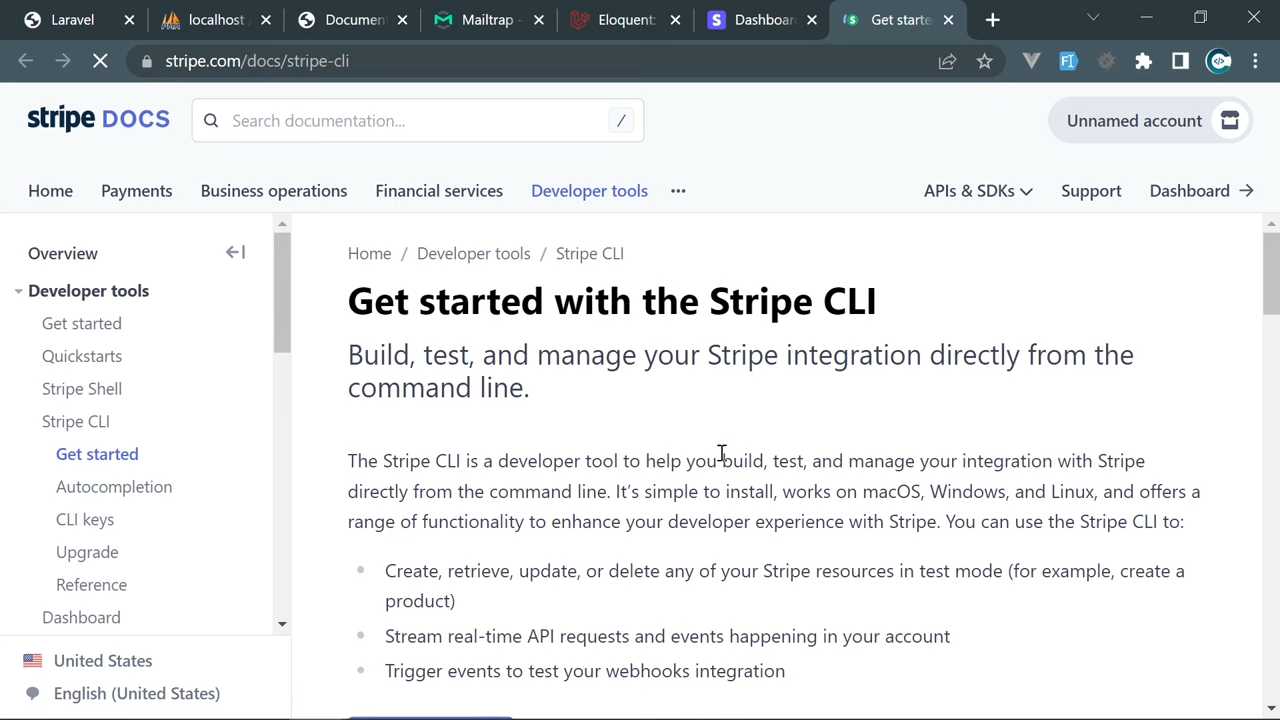 Laravel
localhost
Documen
Mailtrap -
Eloquent:
Dashboar
Get starte
stripe.com/docs/stripe-cli
stripe DOCS
Search documentation...
/
Unnamed account
Home
Payments
Business operations
Financial services
Developer tools
APIs & SDKs
Support
Dashboard
Overview
Developer tools
Get started
Quickstarts
Stripe Shell
Stripe CLI
Get started
Autocompletion
CLI keys
Upgrade
Reference
Dashboard
United States
English (United States)
Home / Developer tools / Stripe CLI
Get started with the Stripe CLI
Build, test, and manage your Stripe integration directly from the
command line.
The Stripe CLI is a developer tool to help you build, test, and manage your integration with Stripe
directly from the command line. It’s simple to install, works on macOS, Windows, and Linux, and offers a
range of functionality to enhance your developer experience with Stripe. You can use the Stripe CLI to:
Create, retrieve, update, or delete any of your Stripe resources in test mode (for example, create a
product)
Stream real-time API requests and events happening in your account
Trigger events to test your webhooks integration